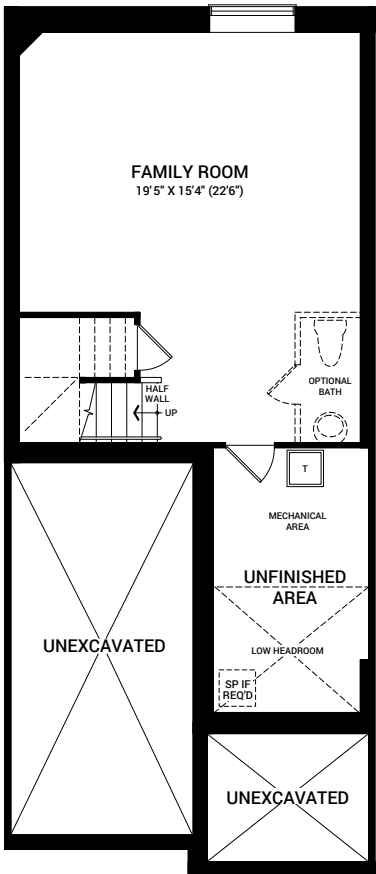 FAMILY ROOM
19'5" X 15'4" (22'6")
HALF
WALL
UP
OPTIONAL
BATH
T
MECHANICAL
AREA
UNFINISHED
AREA
LOW HEADROOM
SP IF
REQ'D
UNEXCAVATED
UNEXCAVATED